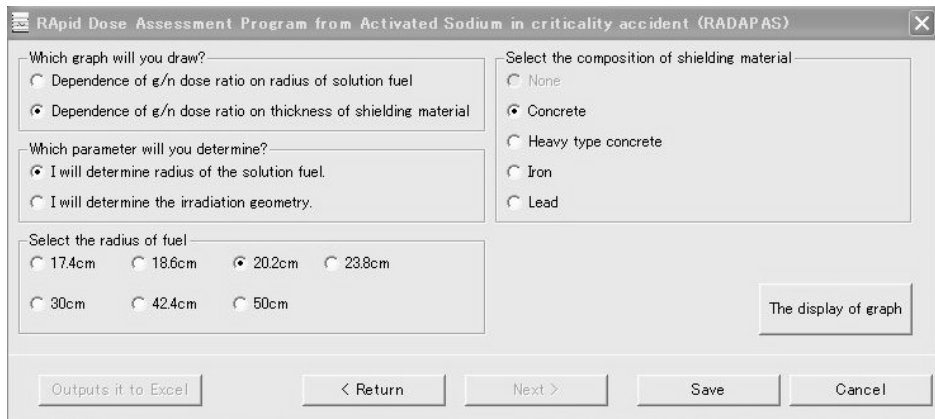 RApid Dose Assessment Program from Activated Sodium in criticality accident (RADAPAS)
Which graph will you draw?
Dependence of g/n dose ratio on radius of solution fuel
Dependence of g/n dose ratio on thickness of shielding material
Which parameter will you determine?
I will determine radius of the solution fuel.
I will determine the irradiation geometry.
Select the radius of fuel
17.4cm 18.6cm 20.2cm 23.8cm
30cm 42.4cm 50cm
Select the composition of shielding material
None
Concrete
Heavy type concrete
Iron
Lead
The display of graph
Outputs it to Excel < Return Next > Save Cancel